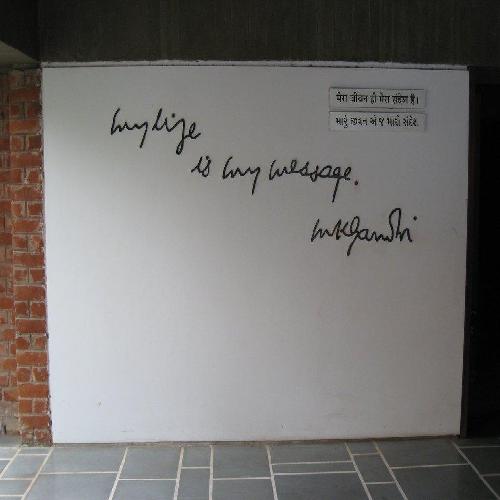 my life
is my message.
MKGandhi
मेरा जीवन ही मेरा संदेश है।
મારું જીવન એ જ મારો સંદેશ.